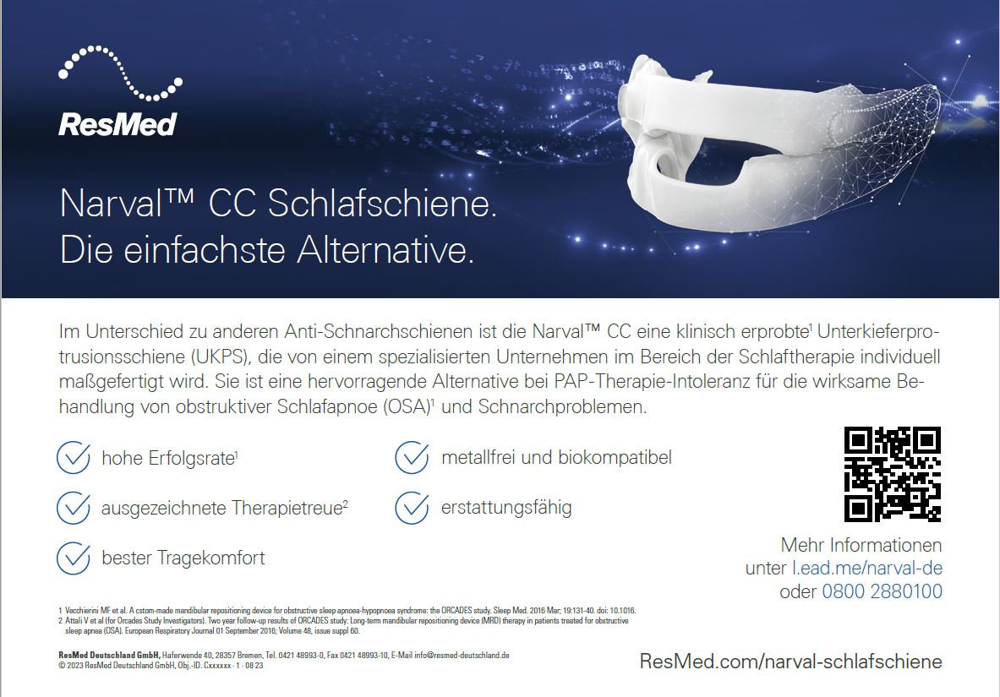 ResMed
Narval™ CC Schlafschiene.
Die einfachste Alternative.
Im Unterschied zu anderen Anti-Schnarchschienen ist die Narval™ CC eine klinisch erprobte¹ Unterkieferpro-
trusionsschiene (UKPS), die von einem spezialisierten Unternehmen im Bereich der Schlaftherapie individuell
maßgefertigt wird. Sie ist eine hervorragende Alternative bei PAP-Therapie-Intoleranz für die wirksame Be-
handlung von obstruktiver Schlafapnoe (OSA)¹ und Schnarchproblemen.
hohe Erfolgsrate¹
ausgezeichnete Therapietreue²
bester Tragekomfort
metallfrei und biokompatibel
erstattungsfähig
Mehr Informationen
unter l.ead.me/narval-de
oder 0800 2880100
1 Vecchierini MF et al. A cstom-made mandibular repositioning device for obstructive sleep apnoea-hypopnoea syndrome: the ORCADES study. Sleep Med. 2016 Mar; 19:131-40. doi: 10.1016.
2 Attali V et al (for Orcades Study Investigators). Two year follow-up results of ORCADES study: Long-term mandibular repositioning device (MRD) therapy in patients treated for obstructive
sleep apnea (OSA). European Respiratory Journal 01 September 2016; Volume 48, issue suppl 60.
ResMed Deutschland GmbH, Haferwende 40, 28357 Bremen, Tel. 0421 48993-0, Fax 0421 48993-10, E-Mail info@resmed-deutschland.de
© 2023 ResMed Deutschland GmbH, Obj.-ID. Cxxxxxx · 1 · 08 23
ResMed.com/narval-schlafschiene